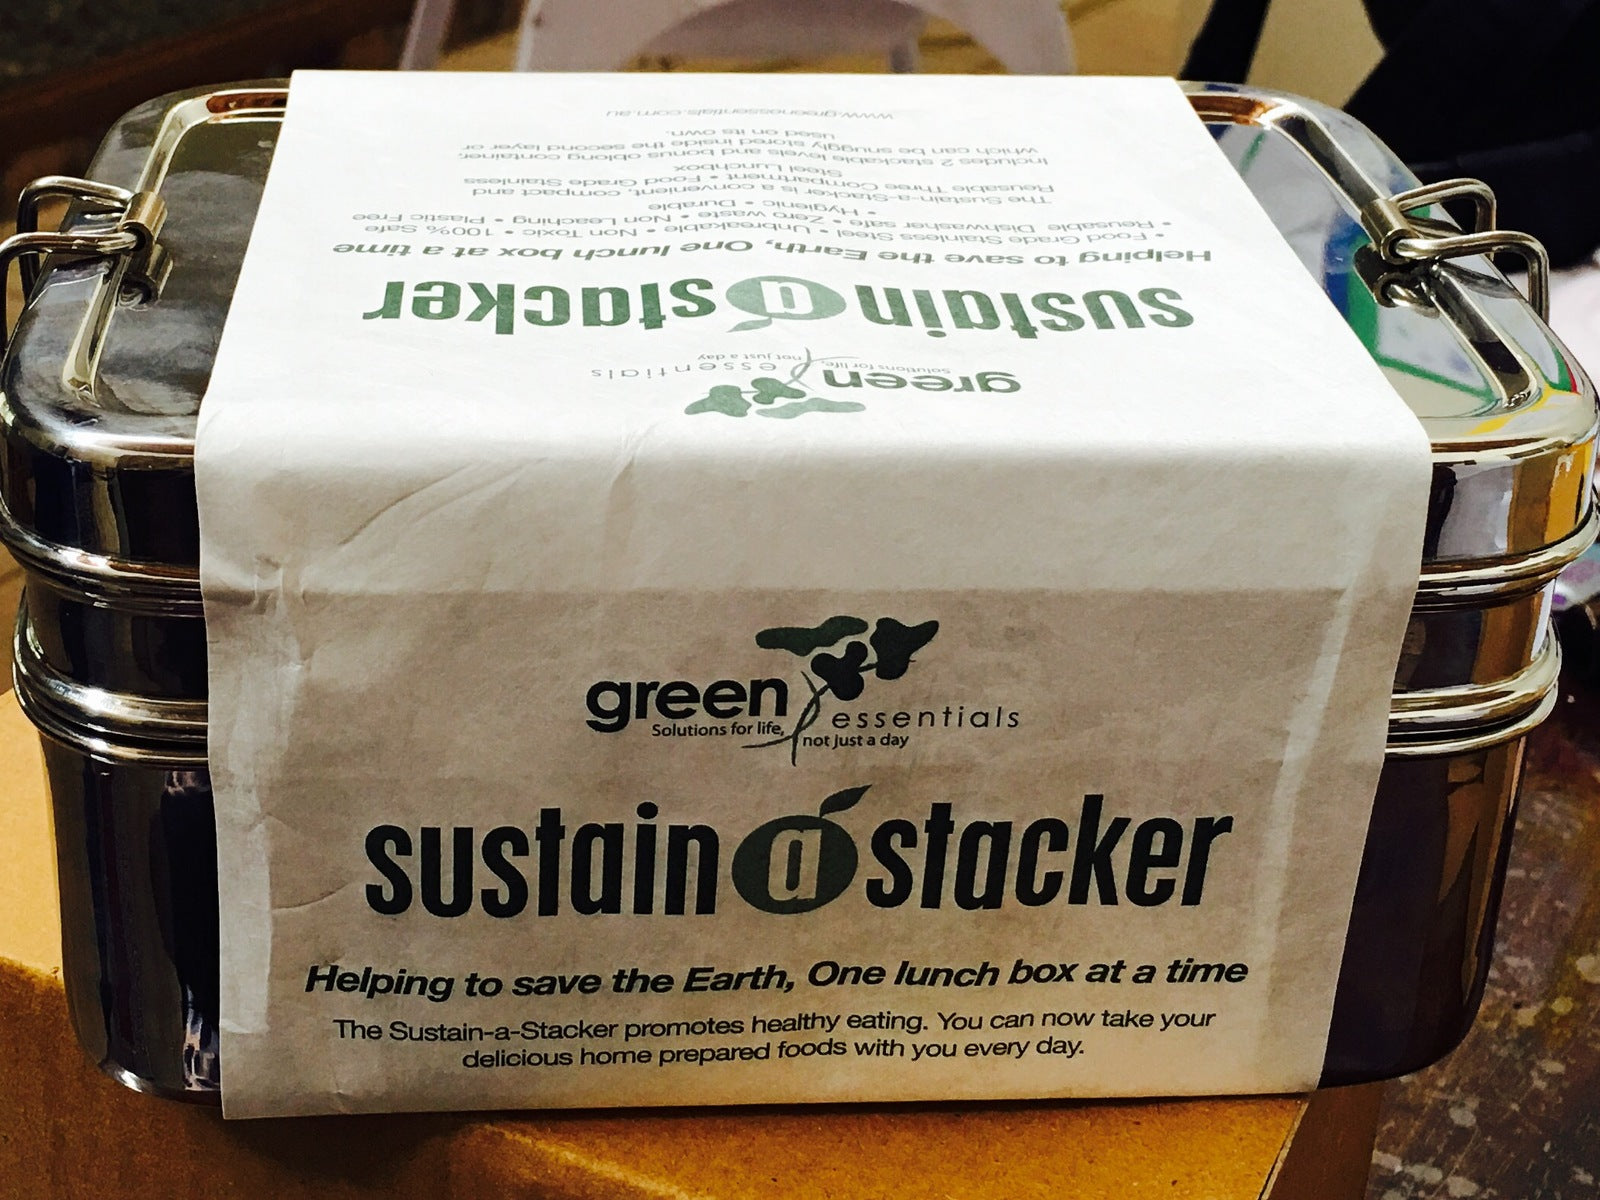 green essentials
Solutions for life, not just a day
sustain a stacker
Helping to save the Earth, One lunch box at a time
The Sustain-a-Stacker promotes healthy eating. You can now take your
delicious home prepared foods with you every day.
green essentials
solutions for life, not just a day
sustain a stacker
Helping to save the Earth, One lunch box at a time
• Food Grade Stainless Steel • Unbreakable • Non Toxic • 100% Safe
• Reusable Dishwasher safe • Zero waste • Non Leaching • Plastic Free
• Hygienic • Durable
The Sustain-a-Stacker is a convenient, compact and
Reusable Three Compartment • Food Grade Stainless
Steel Lunchbox
Includes 2 stackable levels and bonus oblong container,
which can be snuggly stored inside the second layer or
used on its own.
www.greenessentials.com.au